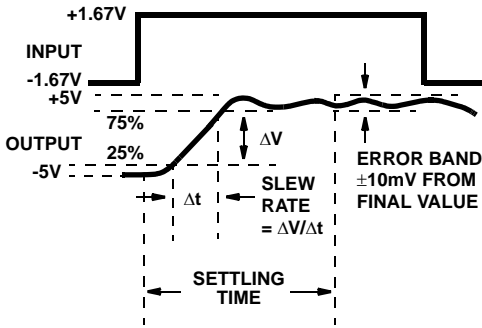 +1.67V
INPUT
-1.67V
+5V
75%
OUTPUT
25%
-5V
ΔV
Δt
SLEW
RATE
= ΔV/Δt
ERROR BAND
±10mV FROM
FINAL VALUE
SETTLING
TIME